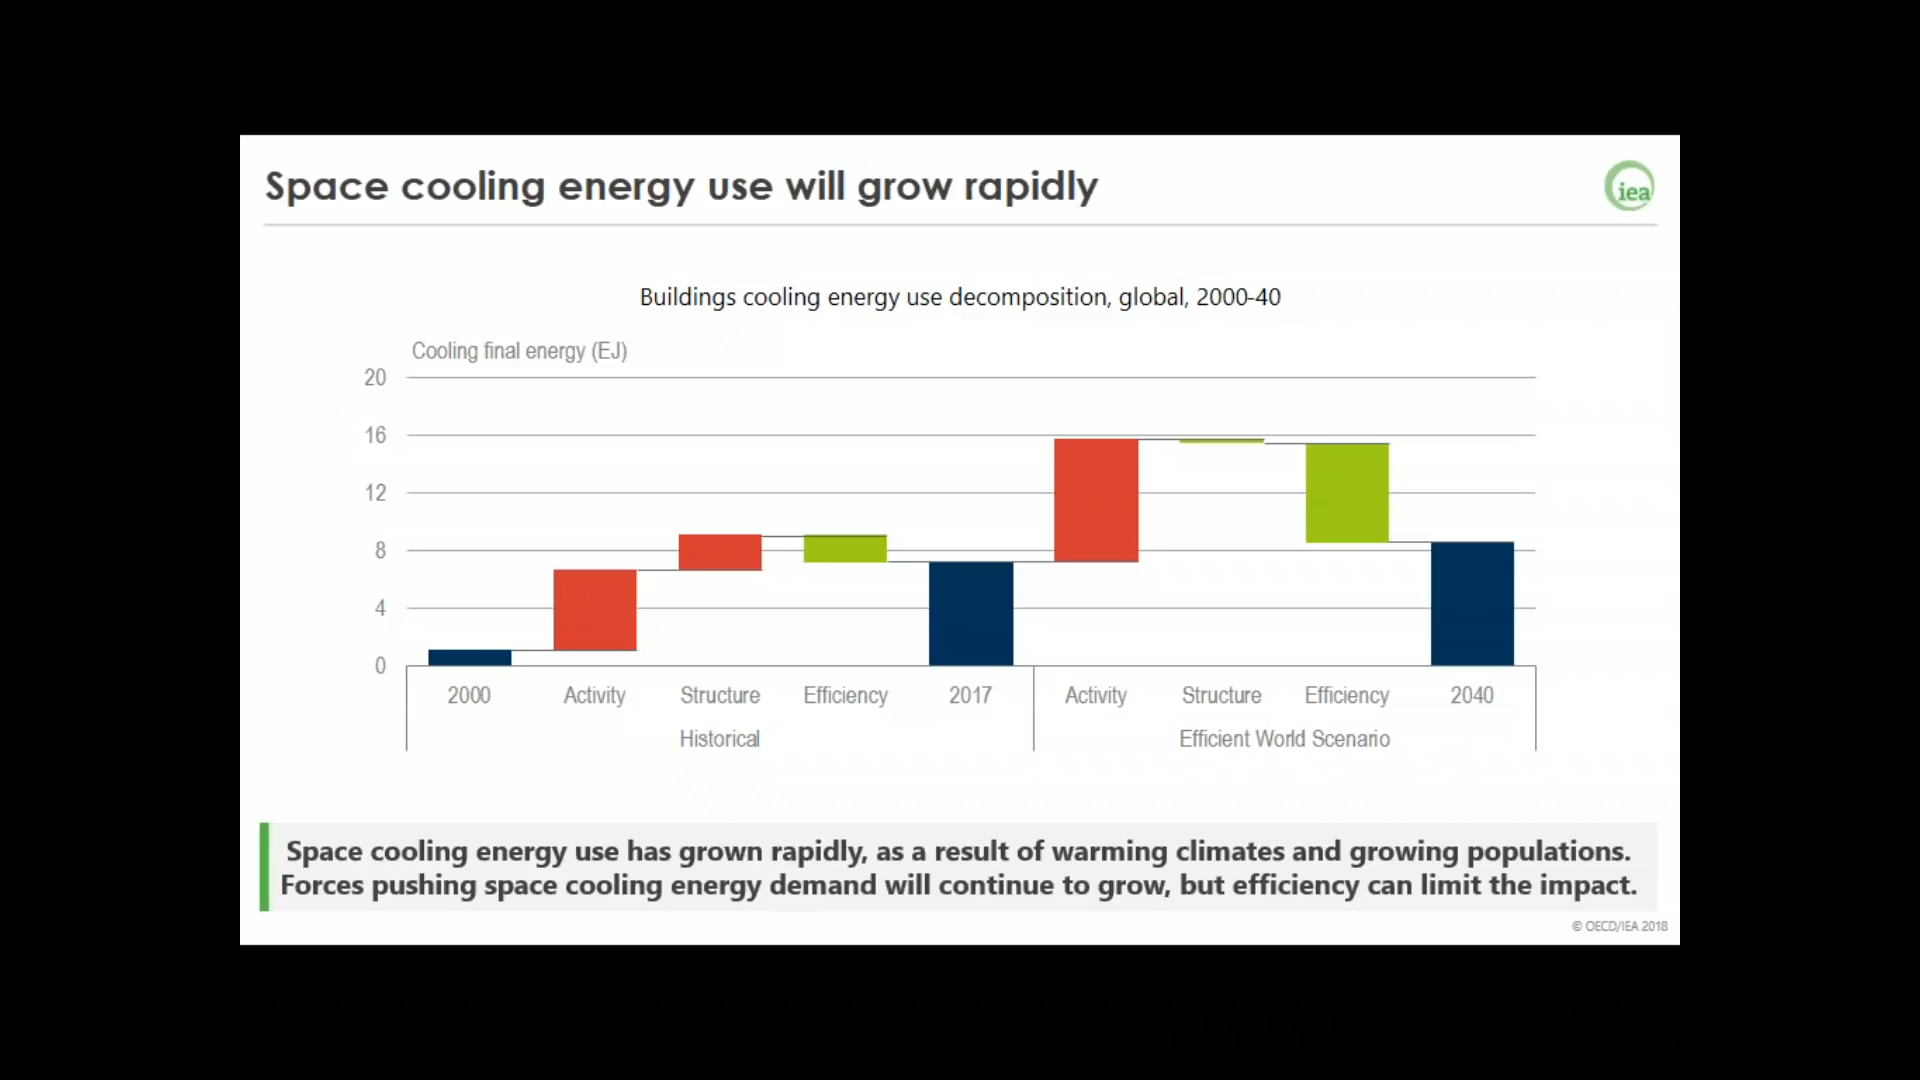 Space cooling energy use will grow rapidly
iea
Buildings cooling energy use decomposition, global, 2000-40
Cooling final energy (EJ)
20
16
12
8
4
0
2000 Activity Structure Efficiency 2017 Activity Structure Efficiency 2040
Historical Efficient World Scenario
Space cooling energy use has grown rapidly, as a result of warming climates and growing populations.
Forces pushing space cooling energy demand will continue to grow, but efficiency can limit the impact.
© OECD/IEA 2018